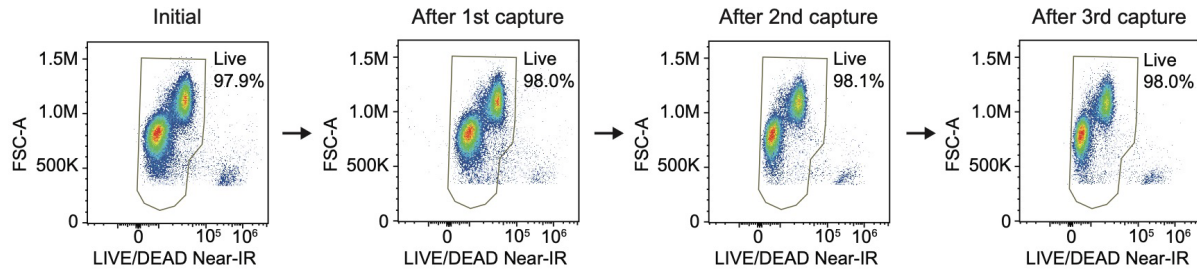 Initial
After 1st capture
After 2nd capture
After 3rd capture
1.5M
1.0M
500K
0
FSC-A
Live
97.9%
0
10⁵
10⁶
LIVE/DEAD Near-IR
1.5M
1.0M
500K
0
FSC-A
Live
98.0%
0
10⁵
10⁶
LIVE/DEAD Near-IR
1.5M
1.0M
500K
0
FSC-A
Live
98.1%
0
10⁵
10⁶
LIVE/DEAD Near-IR
1.5M
1.0M
500K
0
FSC-A
Live
98.0%
0
10⁵
10⁶
LIVE/DEAD Near-IR